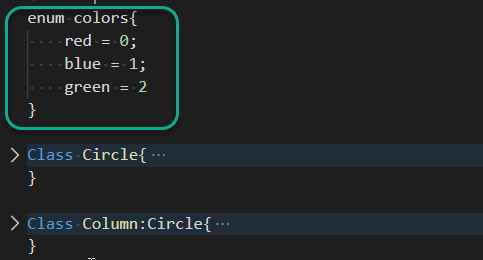 enum colors{
red = 0;
blue = 1;
green = 2
}
Class Circle{ ...
}
Class Column:Circle{ ...
}